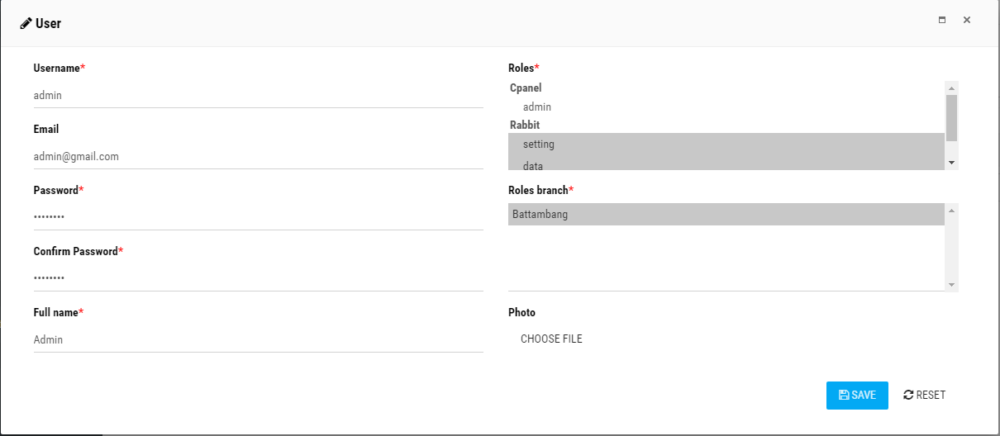 User
Username*
admin
Email
admin@gmail.com
Password*
••••••••
Confirm Password*
••••••••
Full name*
Admin
Roles*
Cpanel
admin
Rabbit
setting
data
Roles branch*
Battambang
Photo
CHOOSE FILE
SAVE
RESET